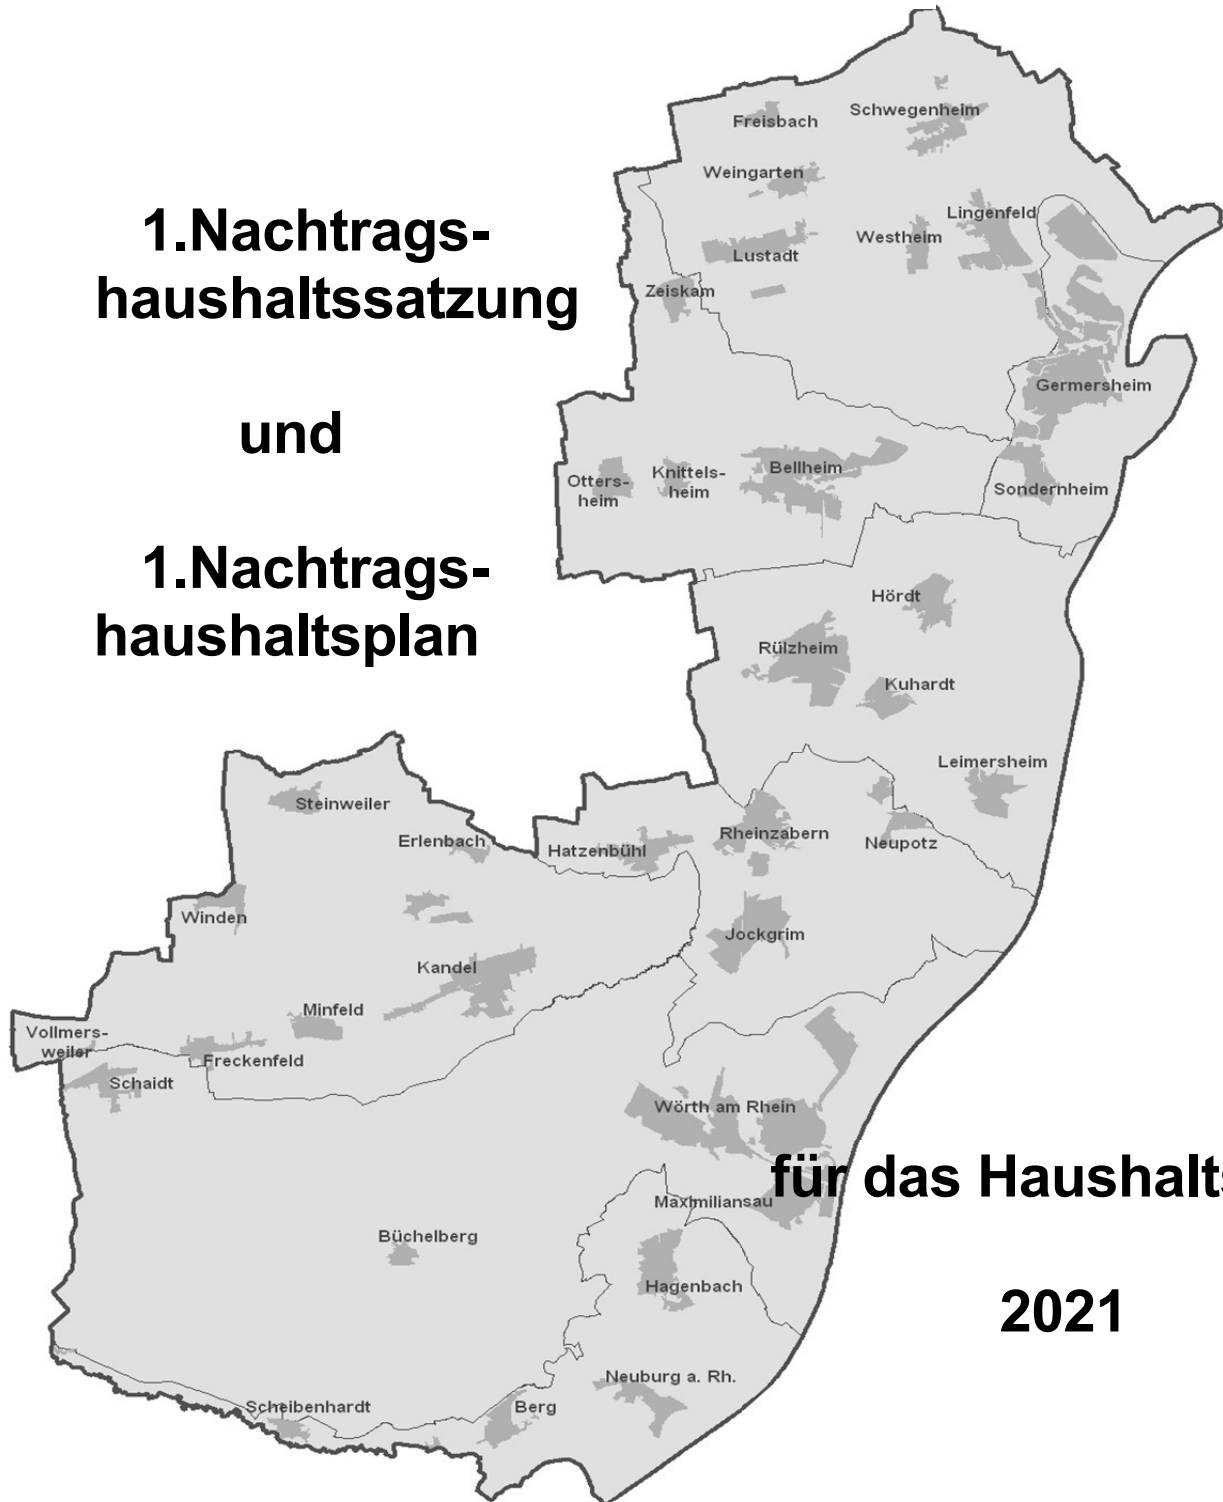 1.Nachtrags-
haushaltssatzung
und
1.Nachtrags-
haushaltsplan
Freisbach
Schwegenheim
Weingarten
Lingenfeld
Westheim
Lustadt
Zeiskam
Germersheim
Bellheim
Knittels-
heim
Otters-
heim
Sondernheim
Hördt
Rülzheim
Kuhardt
Leimersheim
Steinweiler
Rheinzabern
Erlenbach
Hatzenbühl
Neupotz
Winden
Jockgrim
Kandel
Minfeld
Vollmers-
weiler
Freckenfeld
Schaidt
Wörth am Rhein
für das Haushalts
Maximiliansau
Büchelberg
Hagenbach
2021
Neuburg a. Rh.
Scheibenhardt
Berg